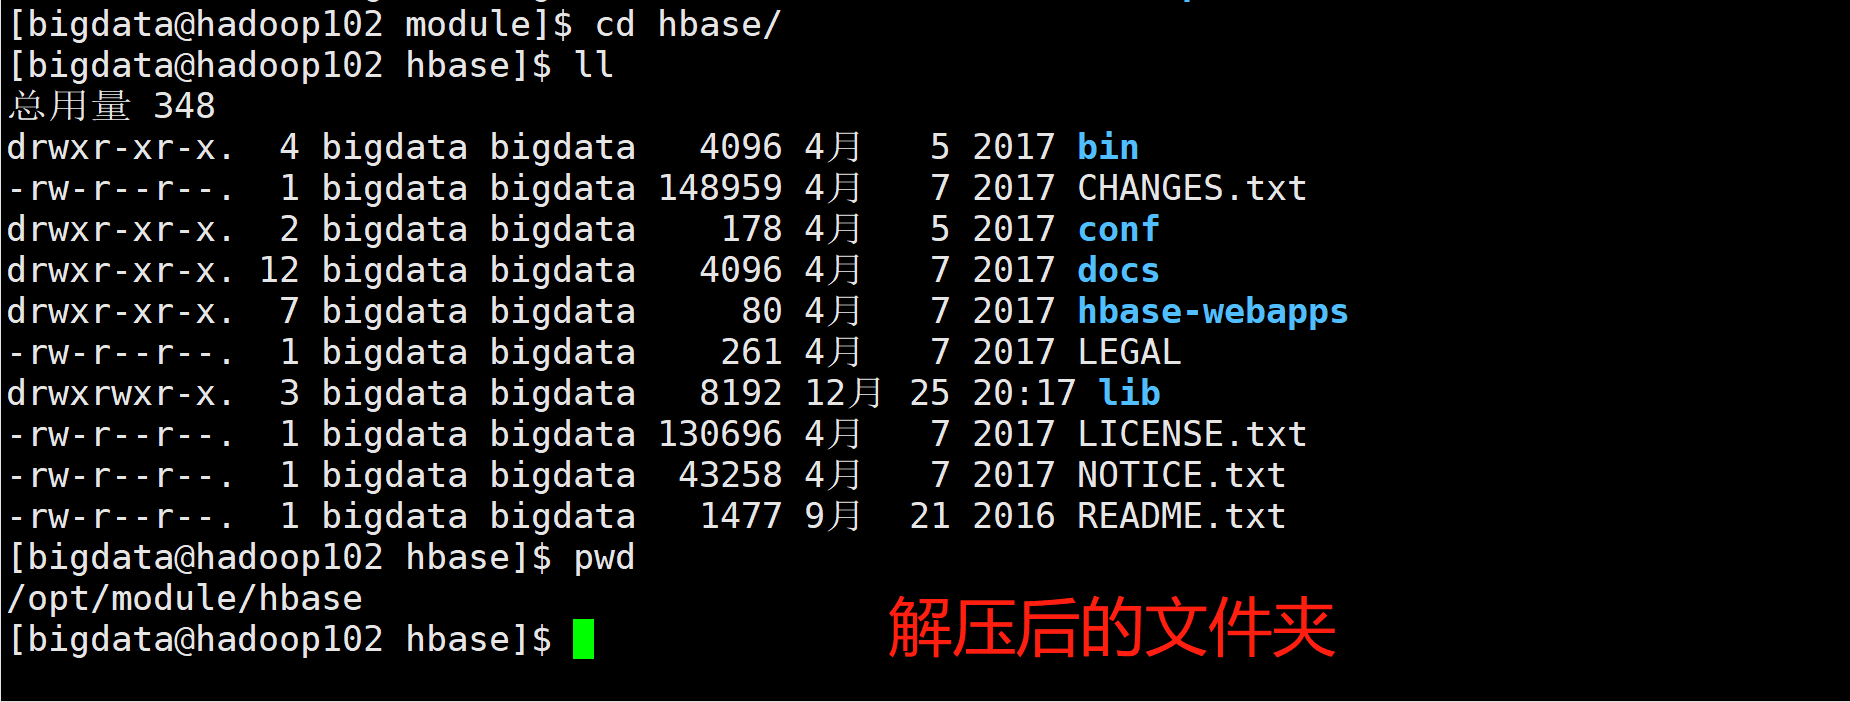 [bigdata@hadoop102 module]$ cd hbase/
[bigdata@hadoop102 hbase]$ ll
总用量 348
drwxr-xr-x.  4 bigdata bigdata   4096 4月   5 2017 bin
-rw-r--r--.  1 bigdata bigdata 148959 4月   7 2017 CHANGES.txt
drwxr-xr-x.  2 bigdata bigdata    178 4月   5 2017 conf
drwxr-xr-x. 12 bigdata bigdata   4096 4月   7 2017 docs
drwxr-xr-x.  7 bigdata bigdata     80 4月   7 2017 hbase-webapps
-rw-r--r--.  1 bigdata bigdata    261 4月   7 2017 LEGAL
drwxrwxr-x.  3 bigdata bigdata   8192 12月 25 20:17 lib
-rw-r--r--.  1 bigdata bigdata 130696 4月   7 2017 LICENSE.txt
-rw-r--r--.  1 bigdata bigdata  43258 4月   7 2017 NOTICE.txt
-rw-r--r--.  1 bigdata bigdata   1477 9月  21 2016 README.txt
[bigdata@hadoop102 hbase]$ pwd
/opt/module/hbase
[bigdata@hadoop102 hbase]$
解压后的文件夹